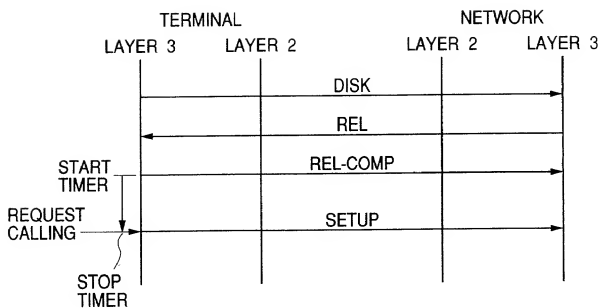 TERMINAL NETWORK
LAYER 3 LAYER 2 LAYER 2 LAYER 3
DISK
REL
START
TIMER
REL-COMP
REQUEST
CALLING
SETUP
STOP
TIMER